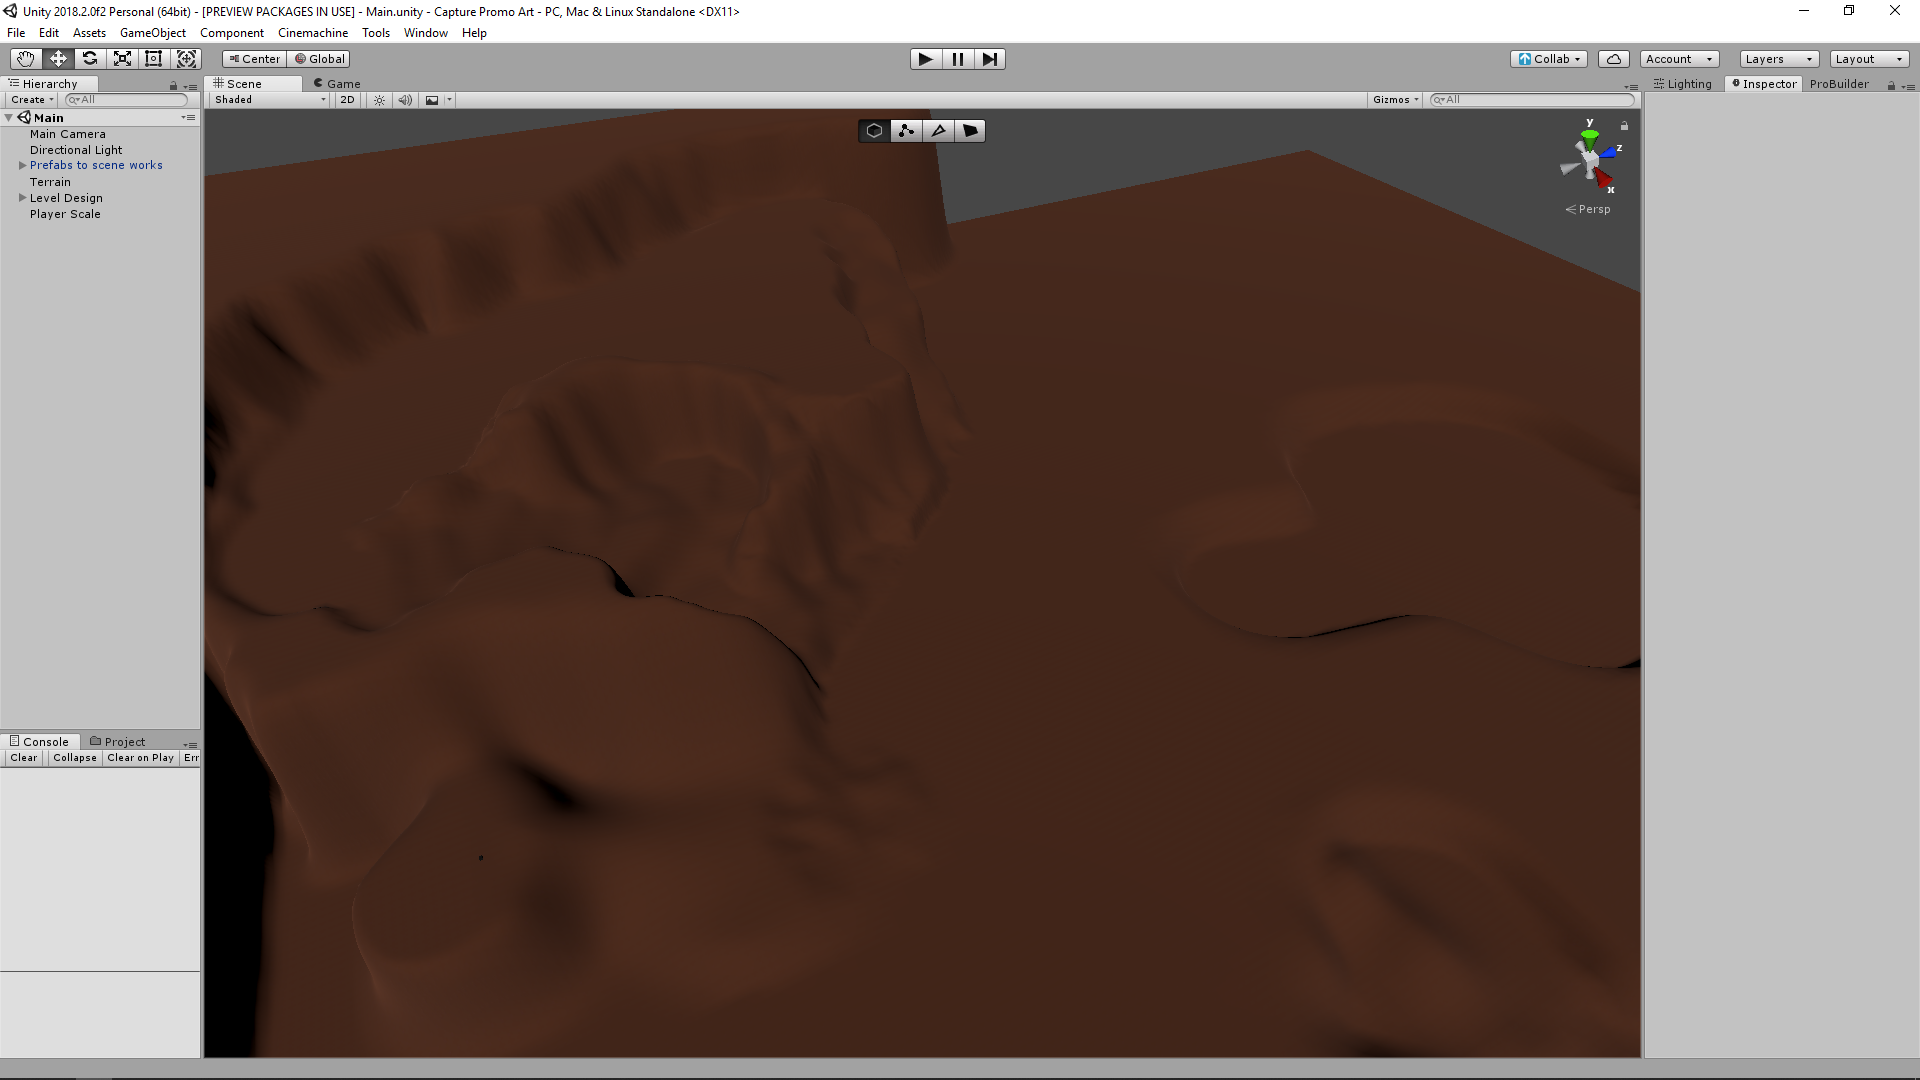 Unity 2018.2.0f2 Personal (64bit) - [PREVIEW PACKAGES IN USE] - Main.unity - Capture Promo Art - PC, Mac & Linux Standalone <DX11>
File Edit Assets GameObject Component Cinemachine Tools Window Help
Center Global Collab Account Layers Layout
Hierarchy Scene Game Lighting Inspector ProBuilder
Create All Shaded 2D Gizmos All
Main
Main Camera
Directional Light
Prefabs to scene works
Terrain
Level Design
Player Scale
y
z
x
Persp
Console Project
Clear Collapse Clear on Play Err